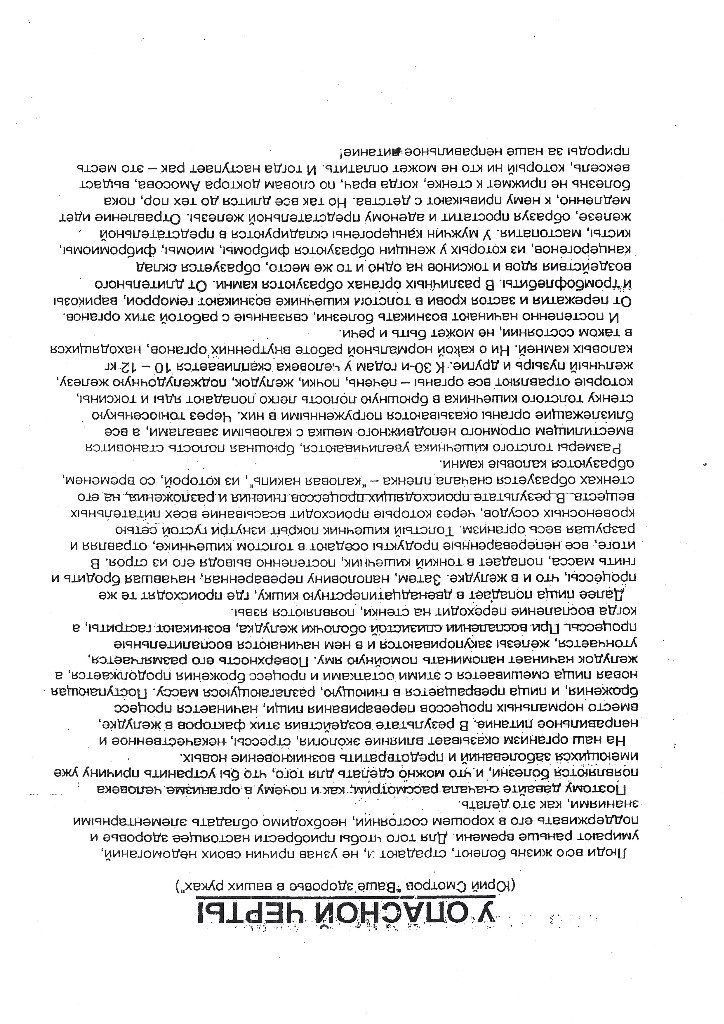 У ОПАСНОЙ ЧЕРТЫ
(Юрий Смотров "Ваше здоровье в ваших руках")
Люди всю жизнь болеют, страдают и, не узнав причин своих недомоганий,
умирают раньше времени. Для того чтобы приобрести настоящее здоровье и
поддерживать его в хорошем состоянии, необходимо обладать элементарными
знаниями, как это делать.
Поэтому давайте сначала рассмотрим, как и почему в организме человека
появляются болезни, и что можно сделать для того, что бы устранить причину уже
имеющихся заболеваний и предотвратить возникновение новых.
На наш организм оказывает влияние экология, стрессы, некачественное и
неправильное питание. В результате воздействия этих факторов в желудке,
вместо нормальных процессов переваривания пищи, начинается процесс
брожения, и пища превращается в гниющую, разлагающуюся массу. Поступающая
новая пища смешивается с этими остатками и процесс брожения продолжается, а
желудок начинает напоминать помойную яму. Поверхность его размягчается,
утончается, железы закупориваются и в нем начинаются воспалительные
процессы. При воспалении слизистой оболочки желудка, возникают гастриты, а
когда воспаление переходит на стенки, появляются язвы.
Далее пища попадает в двенадцатиперстную кишку, где происходят те же
процессы, что и в желудке. Затем, наполовину переваренная, начавшая бродить и
гнить масса, попадает в тонкий кишечник, постепенно выводя его из строя. В
итоге, все непереваренные продукты оседают в толстом кишечнике, отравляя и
разрушая весь организм. Толстый кишечник покрыт изнутри густой сетью
кровеносных сосудов, через которые происходит всасывание всех питательных
веществ. В результате происходящих процессов гниения и разложения, на его
стенках образуется сначала пленка – "каловая накипь", из которой, со временем,
образуются каловые камни.
Размеры толстого кишечника увеличиваются, брюшная полость становится
вместилищем огромного неподвижного мешка с каловыми завалами, а все
близлежащие органы оказываются погруженными в них. Через тонюсенькую
стенку толстого кишечника в брюшную полость легко попадают яды и токсины,
которые отравляют все органы – печень, почки, желудок, поджелудочную железу,
желчный пузырь и другие. К 30-и годам у человека скапливается 10 – 12 кг
каловых камней. Ни о какой нормальной работе внутренних органов, находящихся
в таком состоянии, не может быть и речи.
И постепенно начинают возникать болезни, связанные с работой этих органов.
От пережатия и застоя крови в толстом кишечнике возникают геморрои, варикозы
и тромбофлебиты. В различных органах образуются камни. От длительного
воздействия ядов и токсинов на одно и то же место, образуется склад
канцерогенов, из которых у женщин образуются фибромы, миомы, фибромиомы,
кисты, мастопатия. У мужчин канцерогены складируются в предстательной
железе, образуя простатит и аденому предстательной железы. Отравление идет
медленно, к нему привыкают с детства. Но так все длится до тех пор, пока
болезнь не прижмет к стенке, когда врач, по словам доктора Амосова, выдаст
вексель, который ни кто не может оплатить. И тогда наступает рак – это месть
природы за наше неправильное питание!